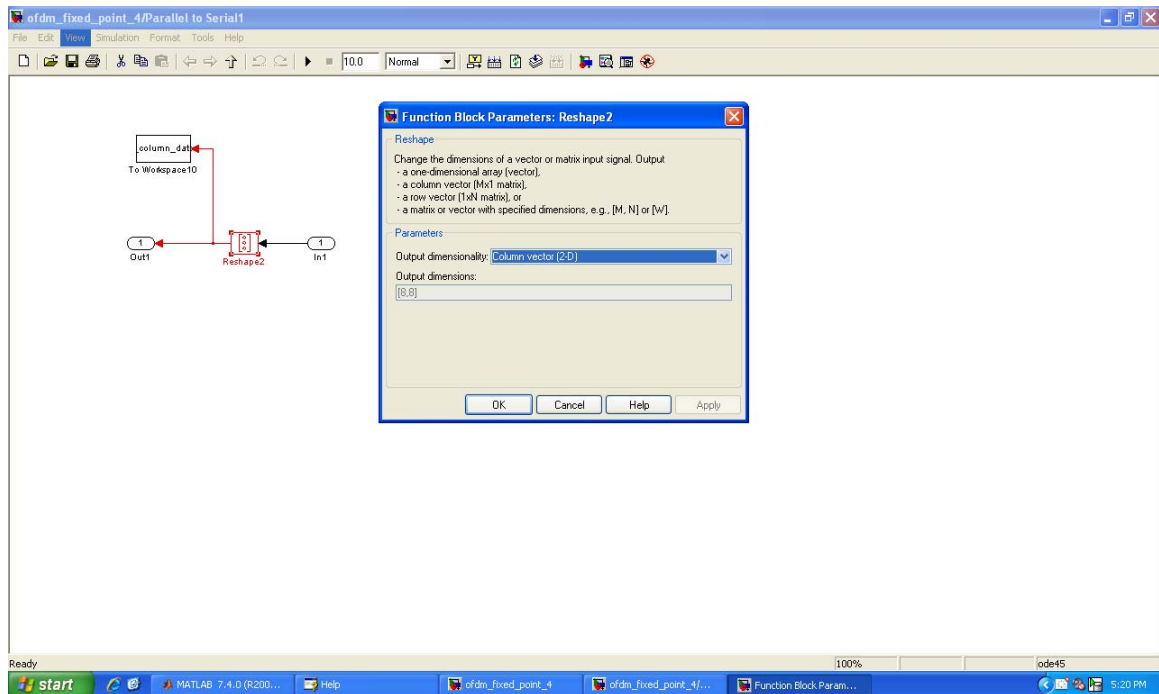 ofdm_fixed_point_4/Parallel to Serial1
File Edit View Simulation Format Tools Help
10.0 Normal
Function Block Parameters: Reshape2
Reshape
Change the dimensions of a vector or matrix input signal. Output
- a one-dimensional array (vector),
- a column vector (Mx1 matrix),
- a row vector (1xN matrix), or
- a matrix or vector with specified dimensions, e.g., [M, N] or [W].
Parameters
Output dimensionality: Column vector (2-D)
Output dimensions:
[8,8]
OK Cancel Help Apply
_column_dat
To Workspace10
1 1
Out1 Reshape2 In1
Ready 100% ode45
start MATLAB 7.4.0 (R200... Help ofdm_fixed_point_4 ofdm_fixed_point_4/... Function Block Param... 5:20 PM